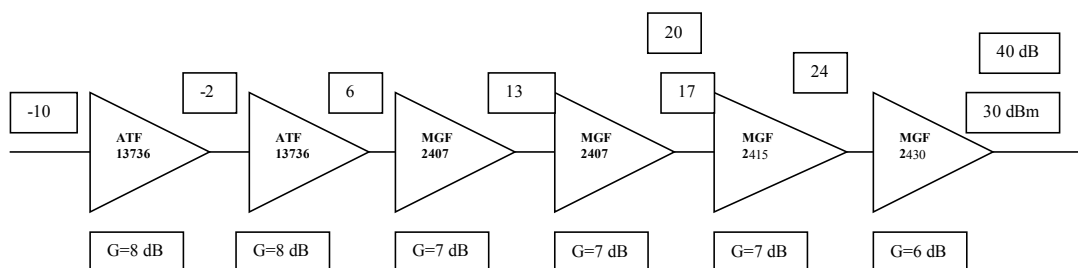 20
40 dB
24
-10
-2
6
13
17
30 dBm
ATF
13736
ATF
13736
MGF
2407
MGF
2407
MGF
2415
MGF
2430
G=8 dB
G=8 dB
G=7 dB
G=7 dB
G=7 dB
G=6 dB